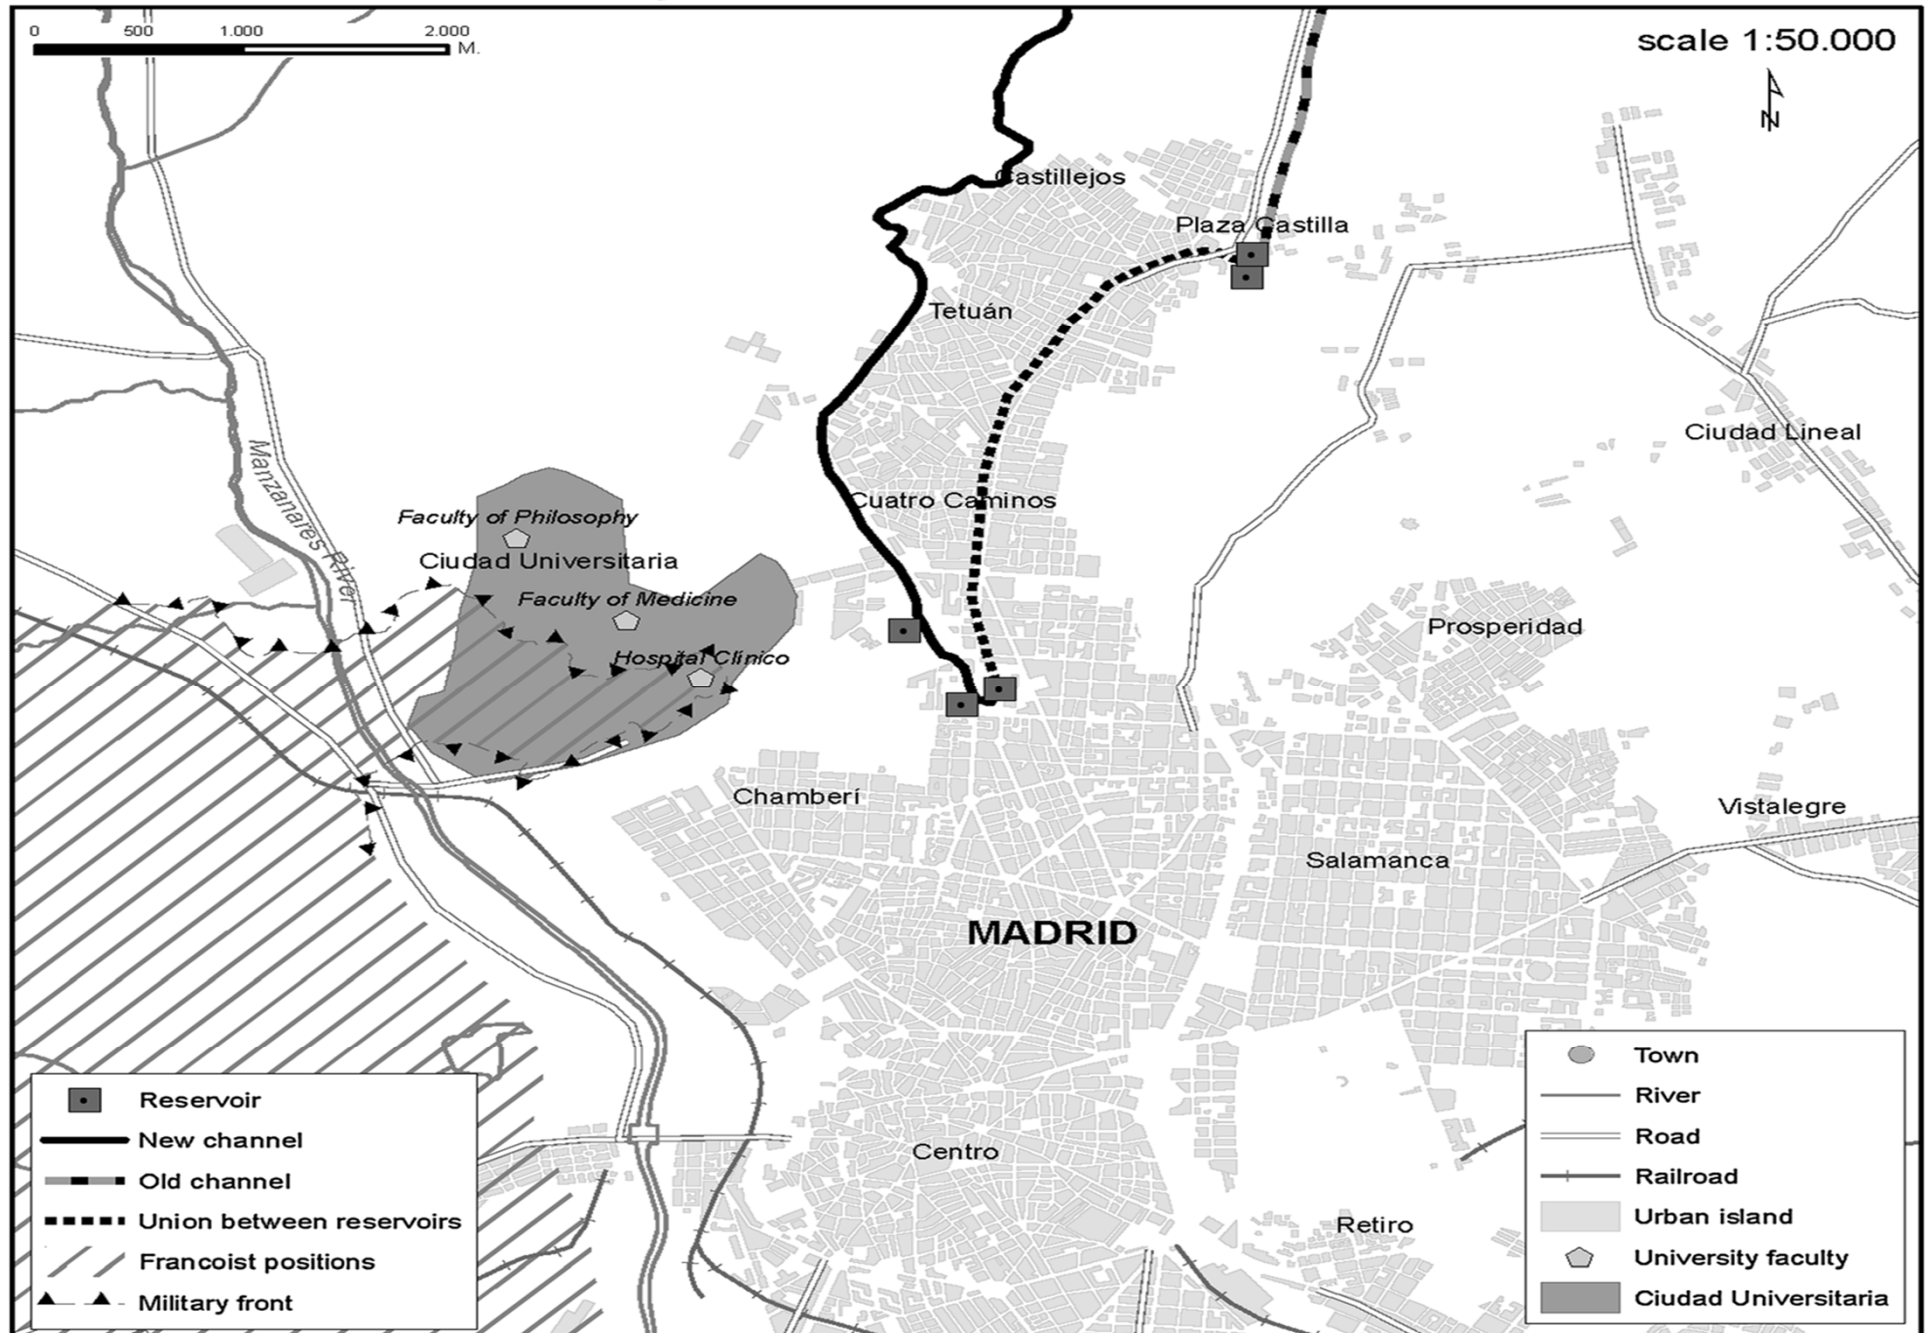 0 500 1.000 2.000
M.
scale 1:50.000
N
Castillejos
Plaza Castilla
Tetuán
Ciudad Lineal
Manzanares River
Cuatro Caminos
Faculty of Philosophy
Ciudad Universitaria
Faculty of Medicine
Prosperidad
Hospital Clínico
Chamberí
Vistalegre
Salamanca
MADRID
Centro
Retiro
Reservoir
New channel
Old channel
Union between reservoirs
Francoist positions
Military front
Town
River
Road
Railroad
Urban island
University faculty
Ciudad Universitaria